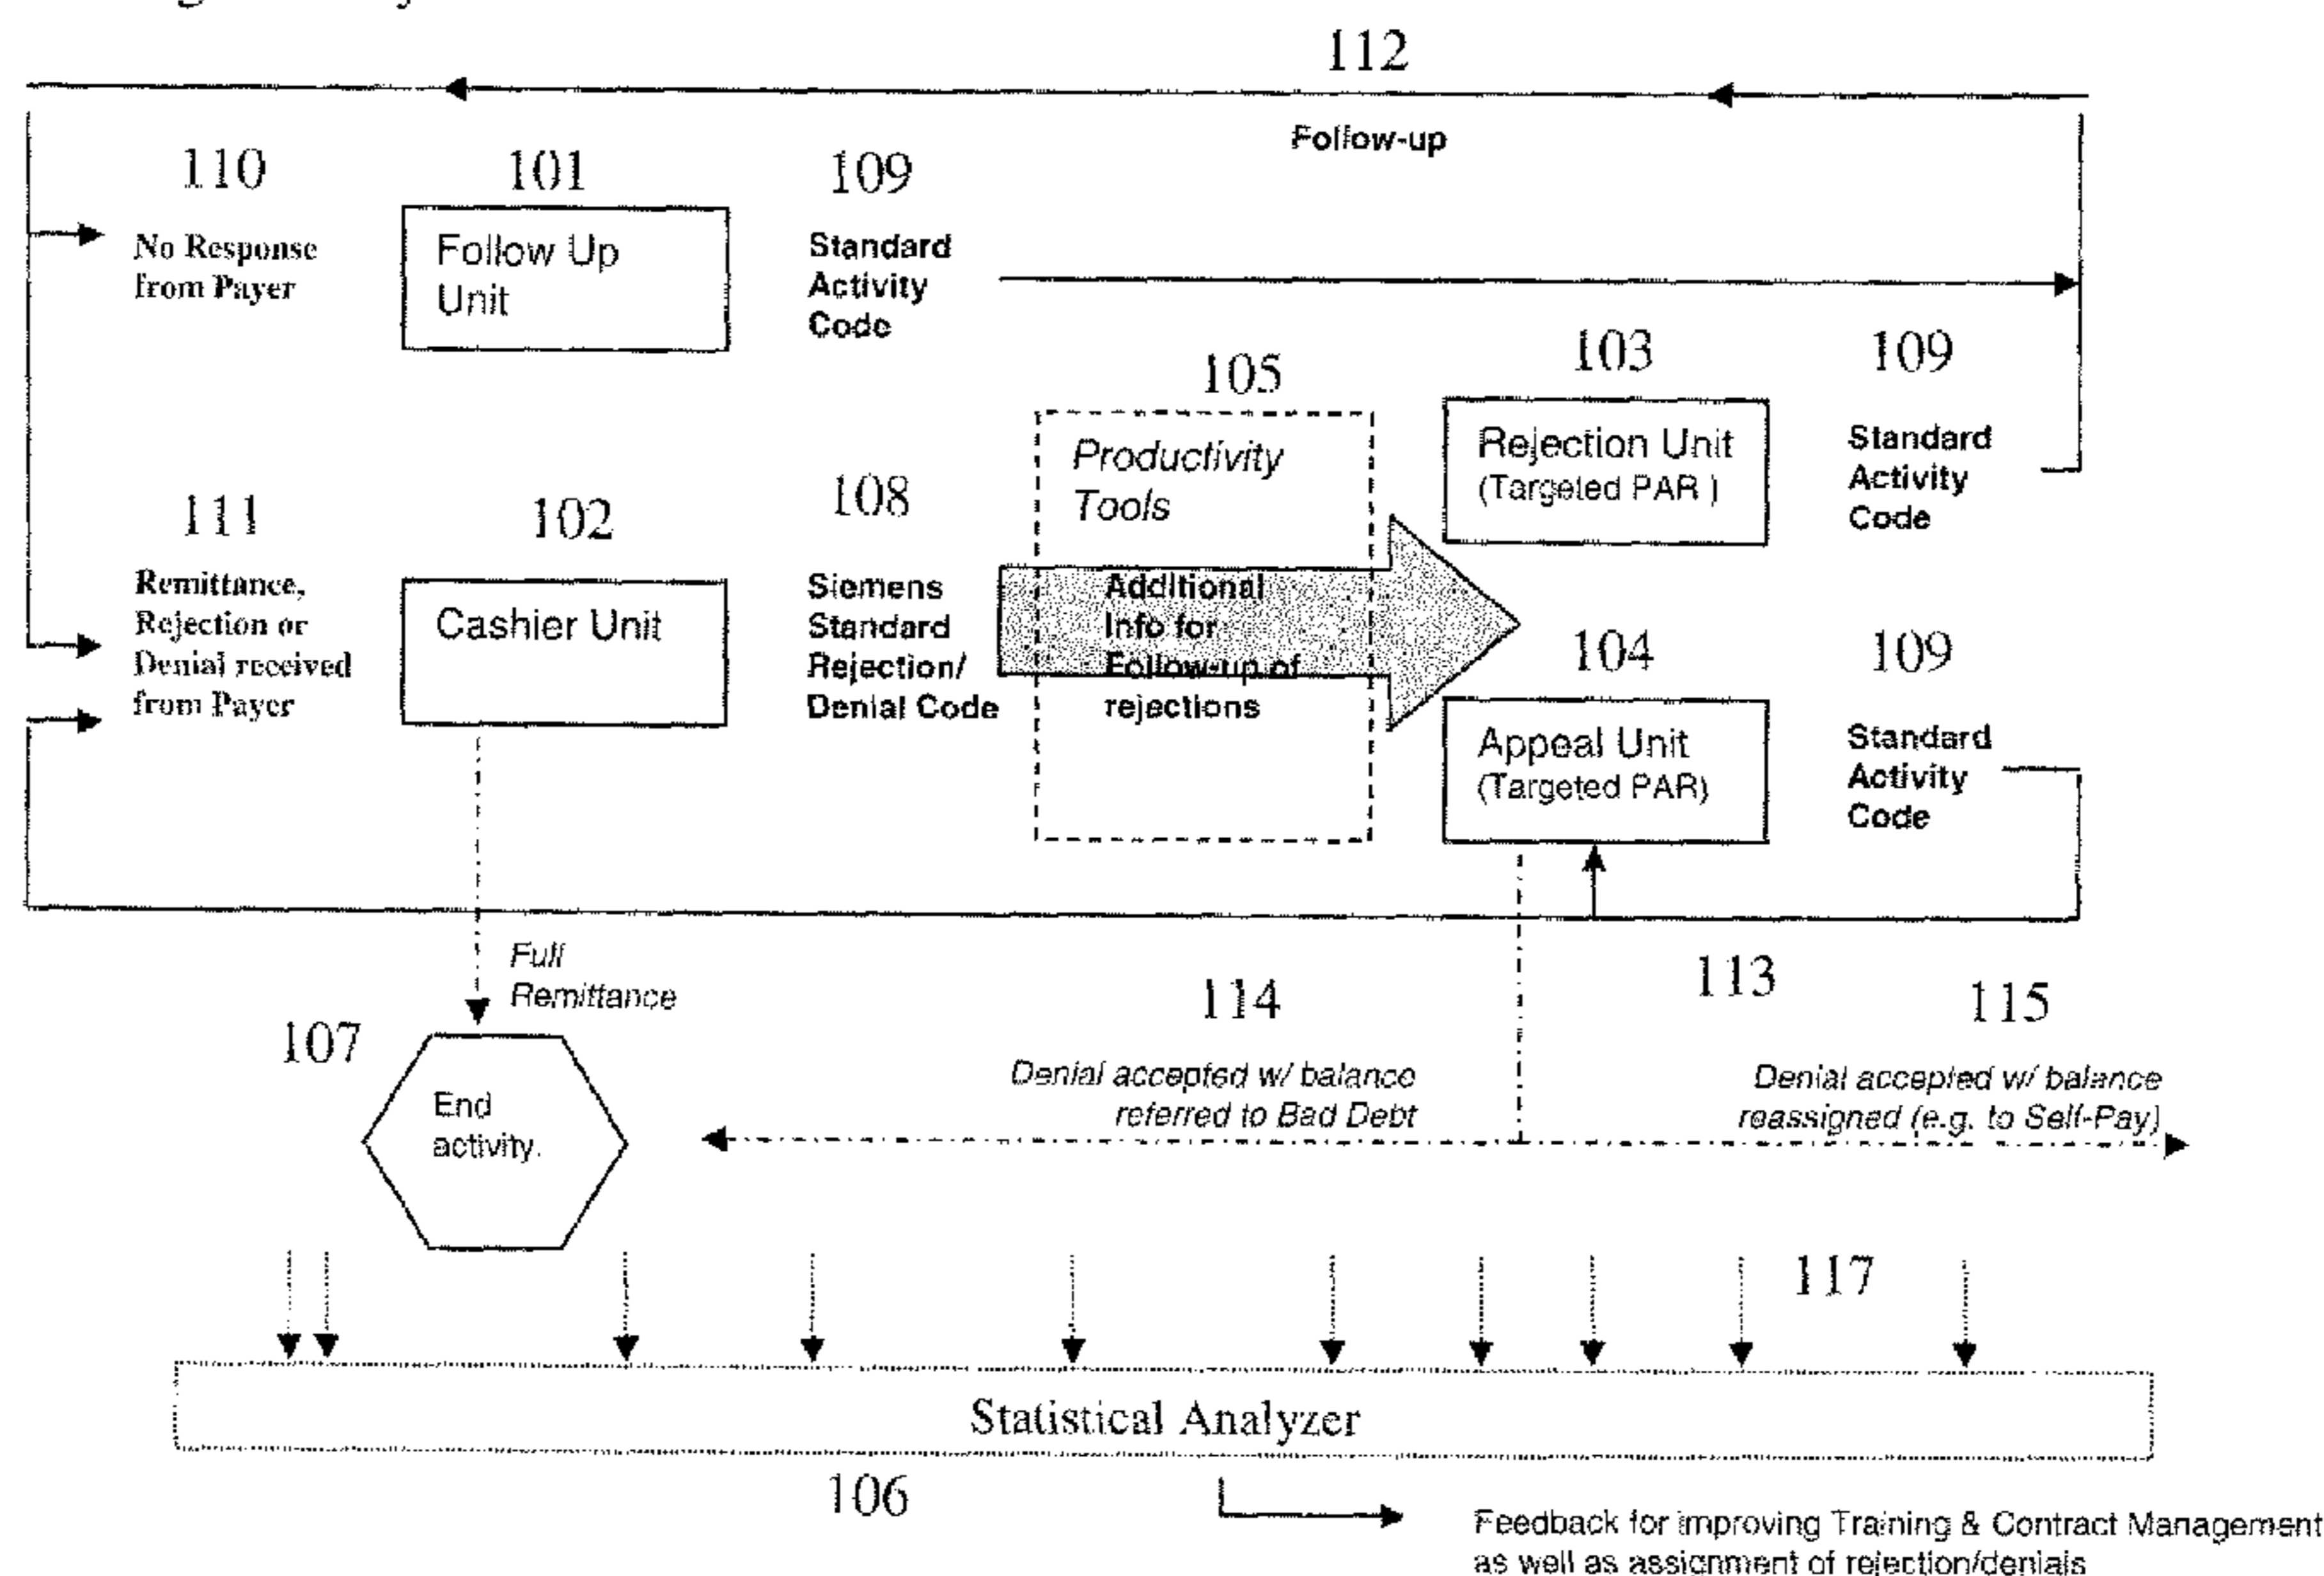 112
Follow-up
110
101
109
No Response
from Payer
Follow Up
Unit
Standard
Activity
Code
105
103
109
Productivity
Tools
Rejection Unit
(Targeted PAR )
Standard
Activity
Code
111
102
108
Remittance,
Rejection or
Denial received
from Payer
Cashier Unit
Siemens
Standard
Rejection/
Denial Code
Additional
Info for
Follow-up of
rejections
104
109
Appeal Unit
(Targeted PAR)
Standard
Activity
Code
Full
Remittance
113
114
115
107
Denial accepted w/ balance
referred to Bad Debt
Denial accepted w/ balance
reassigned (e.g. to Self-Pay)
End
activity.
117
Statistical Analyzer
106
Feedback for improving Training & Contract Management
as well as assignment of rejection/denials